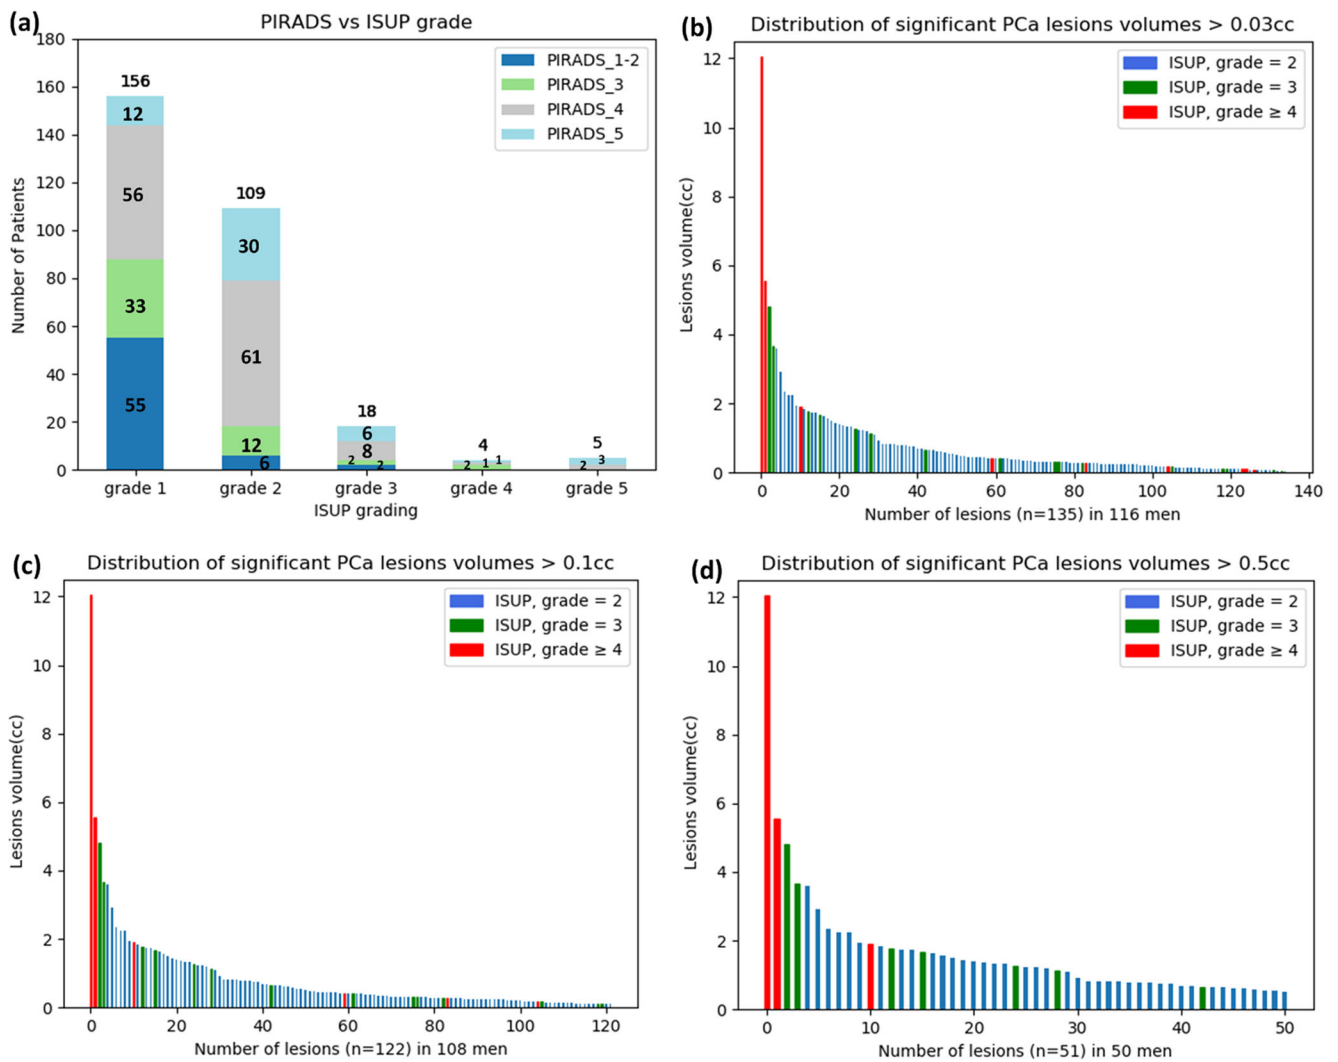 (a)
PIRADS vs ISUP grade
180
160
140
120
100
80
60
40
20
0
Number of Patients
PIRADS_1-2
PIRADS_3
PIRADS_4
PIRADS_5
156
12
56
33
55
109
30
61
12
6
18
6
8
2
2
4
2
1
1
5
2
3
grade 1
grade 2
grade 3
grade 4
grade 5
ISUP grading
(b)
Distribution of significant PCa lesions volumes > 0.03cc
12
10
8
6
4
2
0
Lesions volume(cc)
ISUP, grade = 2
ISUP, grade = 3
ISUP, grade ≥ 4
0
20
40
60
80
100
120
140
Number of lesions (n=135) in 116 men
(c)
Distribution of significant PCa lesions volumes > 0.1cc
12
10
8
6
4
2
0
Lesions volume(cc)
ISUP, grade = 2
ISUP, grade = 3
ISUP, grade ≥ 4
0
20
40
60
80
100
120
Number of lesions (n=122) in 108 men
(d)
Distribution of significant PCa lesions volumes > 0.5cc
12
10
8
6
4
2
0
Lesions volume(cc)
ISUP, grade = 2
ISUP, grade = 3
ISUP, grade ≥ 4
0
10
20
30
40
50
Number of lesions (n=51) in 50 men